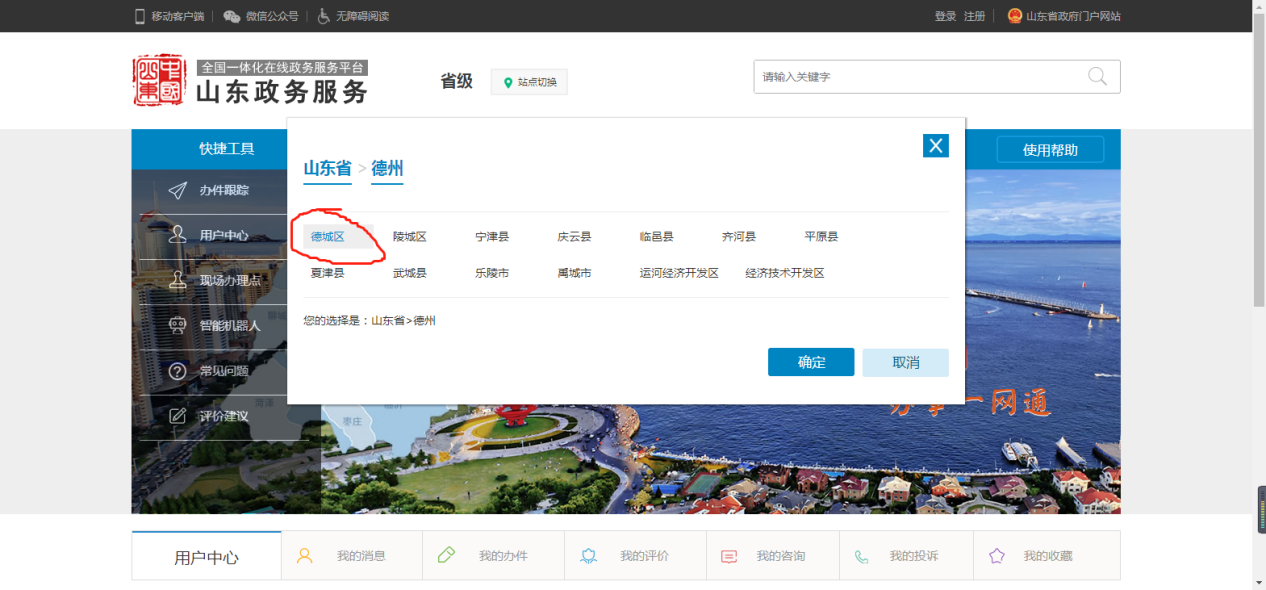 移动客户端 微信公众号 无障碍阅读 登录 注册 山东省政府门户网站
全国一体化在线政务服务平台
山东政务服务
省级 站点切换 请输入关键字
快捷工具 使用帮助
山东省 > 德州
办件跟踪
用户中心
现场办理点
智能机器人
常见问题
评价建议
德城区 陵城区 宁津县 庆云县 临邑县 齐河县 平原县
夏津县 武城县 乐陵市 禹城市 运河经济开发区 经济技术开发区
您的选择是：山东省>德州
确定 取消
枣庄
一网通
用户中心 我的消息 我的办件 我的评价 我的咨询 我的投诉 我的收藏